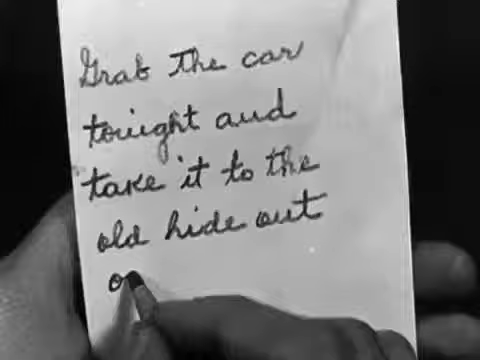 Grab the car
tonight and
take it to the
old hide out
o